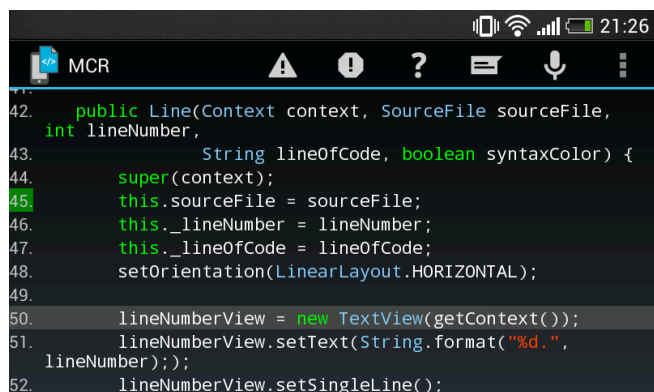 21:26
MCR
42. public Line(Context context, SourceFile sourceFile,
int lineNumber,
43. String lineOfCode, boolean syntaxColor) {
44. super(context);
45. this.sourceFile = sourceFile;
46. this._lineNumber = lineNumber;
47. this._lineOfCode = lineOfCode;
48. setOrientation(LinearLayout.HORIZONTAL);
49.
50. lineNumberView = new TextView(getContext());
51. lineNumberView.setText(String.format("%d.",
lineNumber););
52. lineNumberView.setSingleLine();